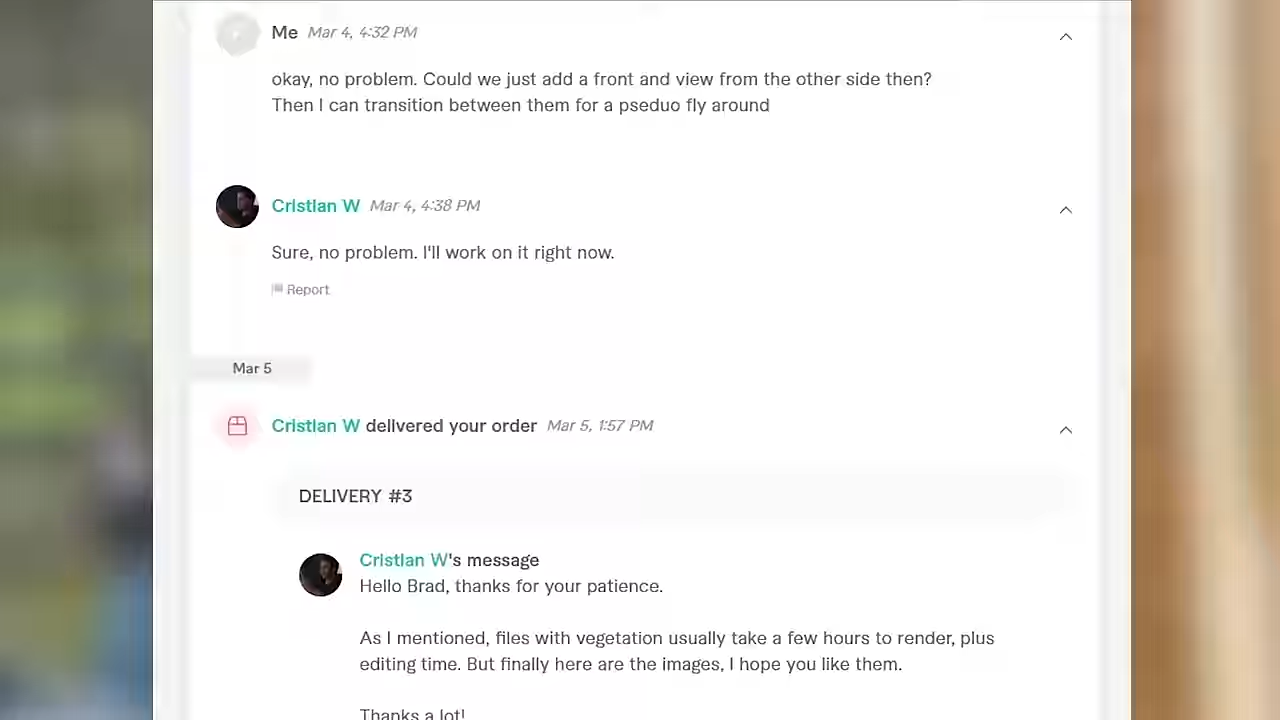 Me Mar 4, 4:32 PM
okay, no problem. Could we just add a front and view from the other side then?
Then I can transition between them for a pseduo fly around
Cristian W Mar 4, 4:38 PM
Sure, no problem. I'll work on it right now.
Report
Mar 5
Cristian W delivered your order Mar 5, 1:57 PM
DELIVERY #3
Cristian W's message
Hello Brad, thanks for your patience.
As I mentioned, files with vegetation usually take a few hours to render, plus
editing time. But finally here are the images, I hope you like them.
Thanks a lot!